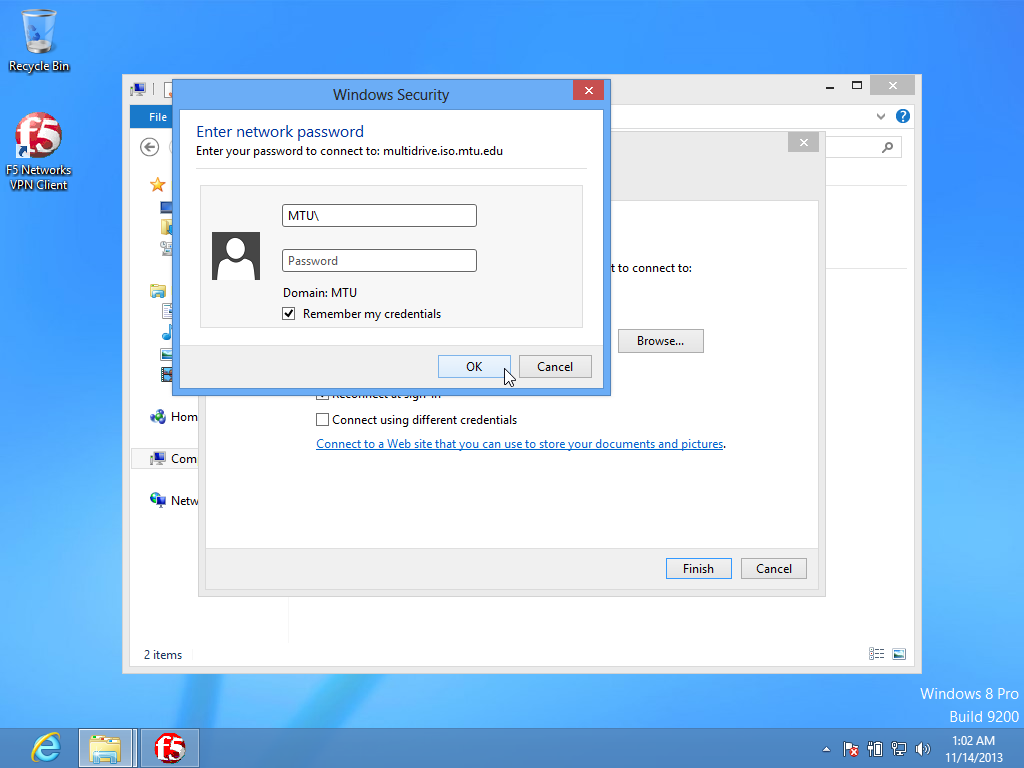 Recycle Bin
f5
F5 Networks
VPN Client
Windows Security
File
Enter network password
Enter your password to connect to: multidrive.iso.mtu.edu
MTU\
Password
Domain: MTU
Remember my credentials
OK
Cancel
t to connect to:
Browse...
Reconnect at sign-in
Connect using different credentials
Connect to a Web site that you can use to store your documents and pictures.
Hom
Com
Netw
Finish
Cancel
2 items
Windows 8 Pro
Build 9200
f5
1:02 AM
11/14/2013